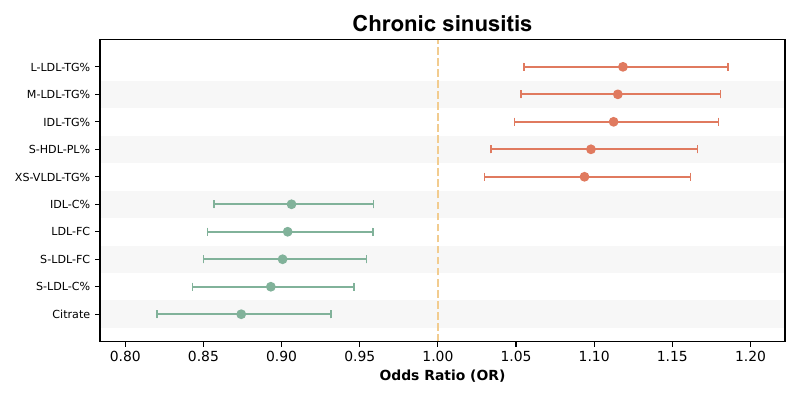 Chronic sinusitis
L-LDL-TG%
M-LDL-TG%
IDL-TG%
S-HDL-PL%
XS-VLDL-TG%
IDL-C%
LDL-FC
S-LDL-FC
S-LDL-C%
Citrate
0.80 0.85 0.90 0.95 1.00 1.05 1.10 1.15 1.20
Odds Ratio (OR)